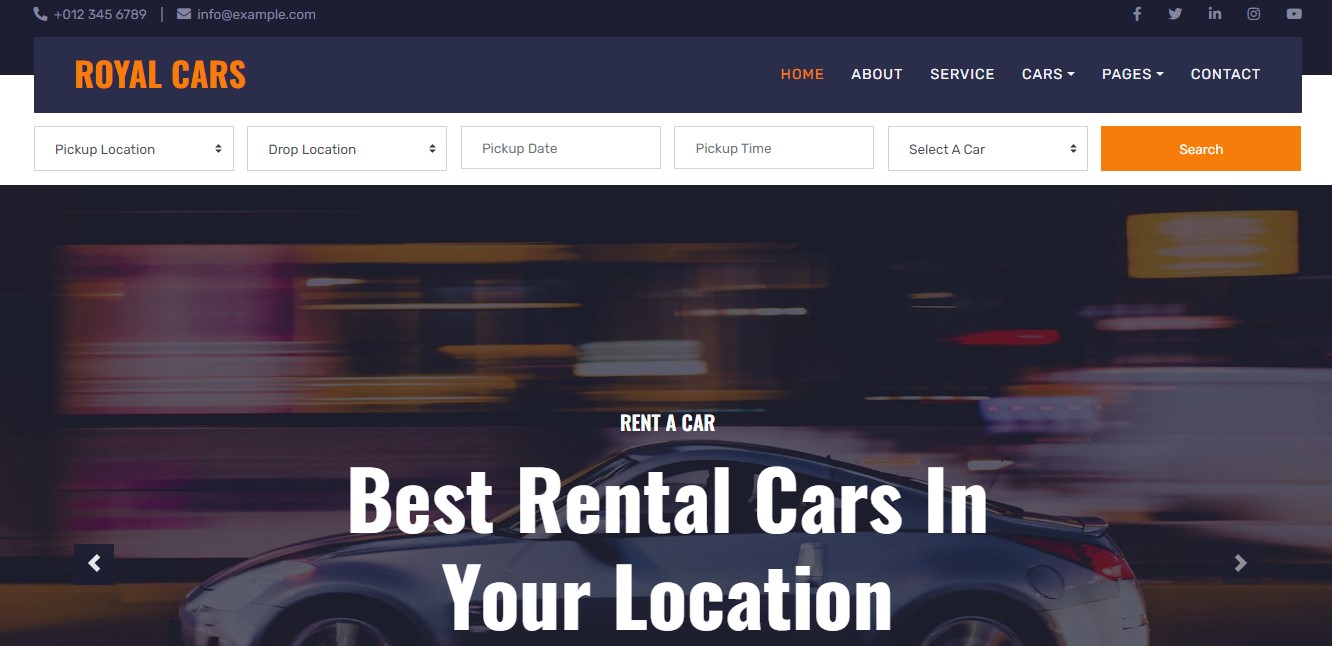 +012 345 6789 | info@example.com
ROYAL CARS
HOME ABOUT SERVICE CARS PAGES CONTACT
Pickup Location Drop Location Pickup Date Pickup Time Select A Car Search
RENT A CAR
Best Rental Cars In
Your Location